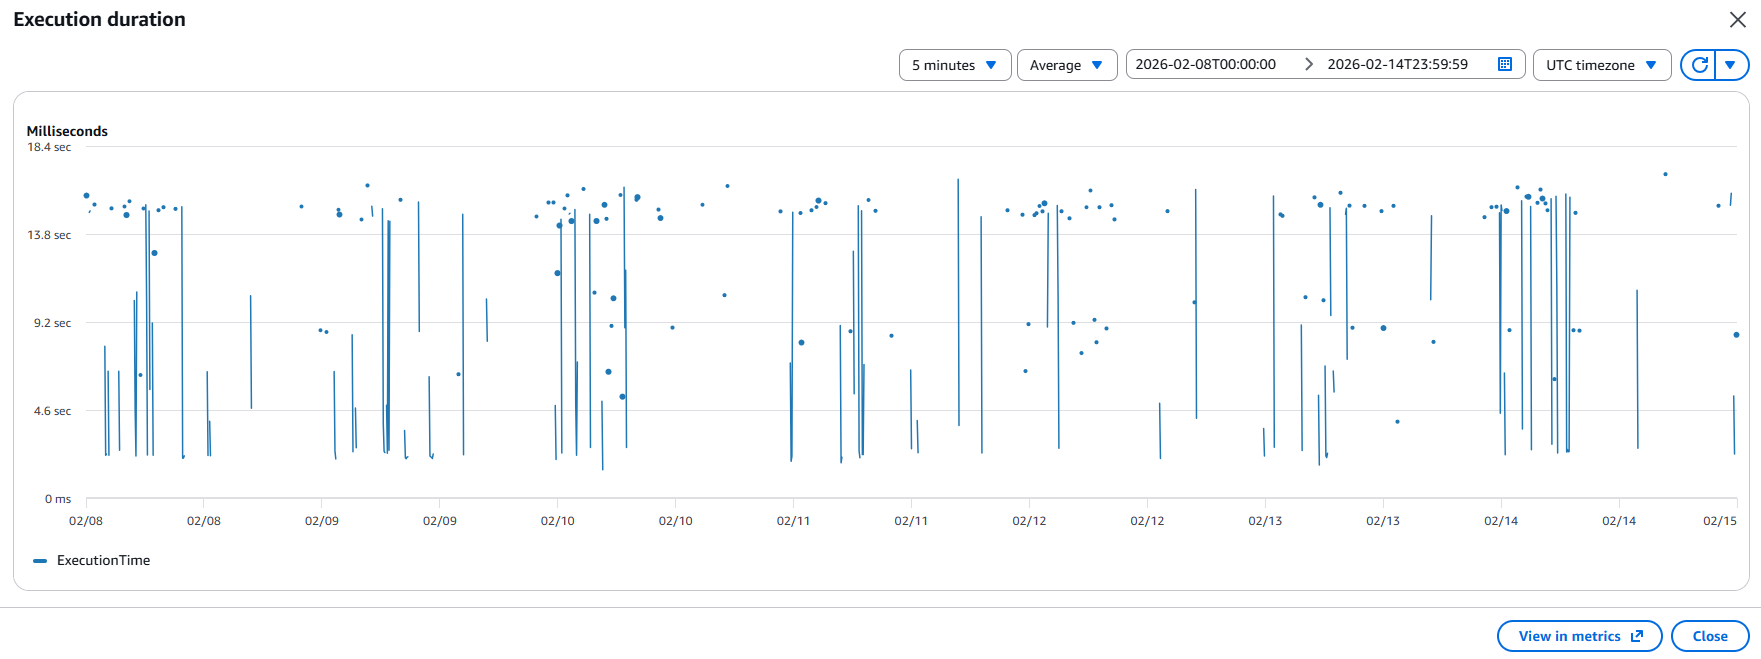 Execution duration
5 minutes Average 2026-02-08T00:00:00 2026-02-14T23:59:59 UTC timezone
Milliseconds
18.4 sec
13.8 sec
9.2 sec
4.6 sec
0 ms
02/08 02/08 02/09 02/09 02/10 02/10 02/11 02/11 02/12 02/12 02/13 02/13 02/14 02/14 02/15
ExecutionTime
View in metrics Close